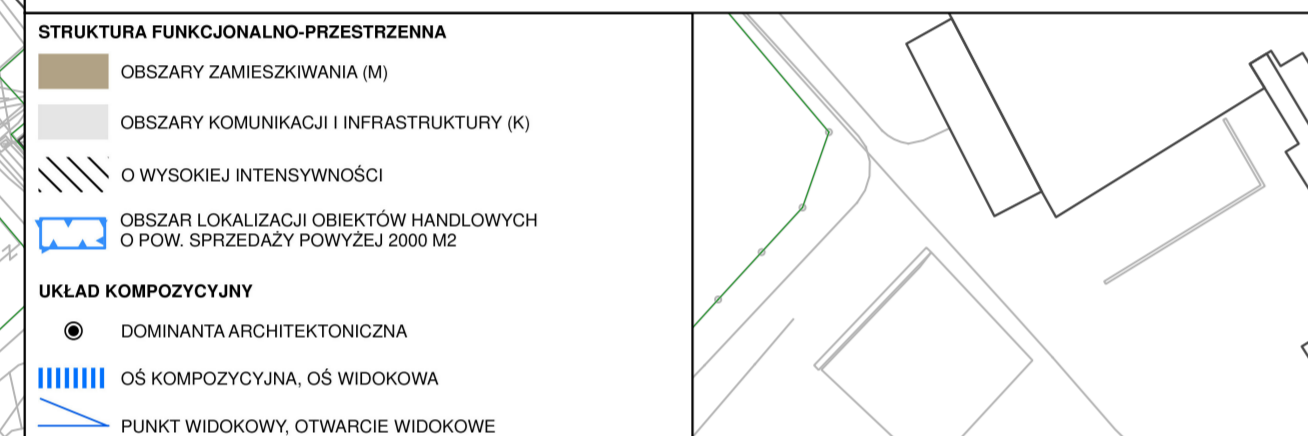 STRUKTURA FUNKCJONALNO-PRZESTRZENNA
OBSZARY ZAMIESZKIWANIA (M)
OBSZARY KOMUNIKACJI I INFRASTRUKTURY (K)
O WYSOKIEJ INTENSYWNOŚCI
OBSZAR LOKALIZACJI OBIEKTÓW HANDLOWYCH
O POW. SPRZEDAŻY POWYŻEJ 2000 M2
UKŁAD KOMPOZYCYJNY
DOMINANTA ARCHITEKTONICZNA
OŚ KOMPOZYCYJNA, OŚ WIDOKOWA
PUNKT WIDOKOWY, OTWARCIE WIDOKOWE